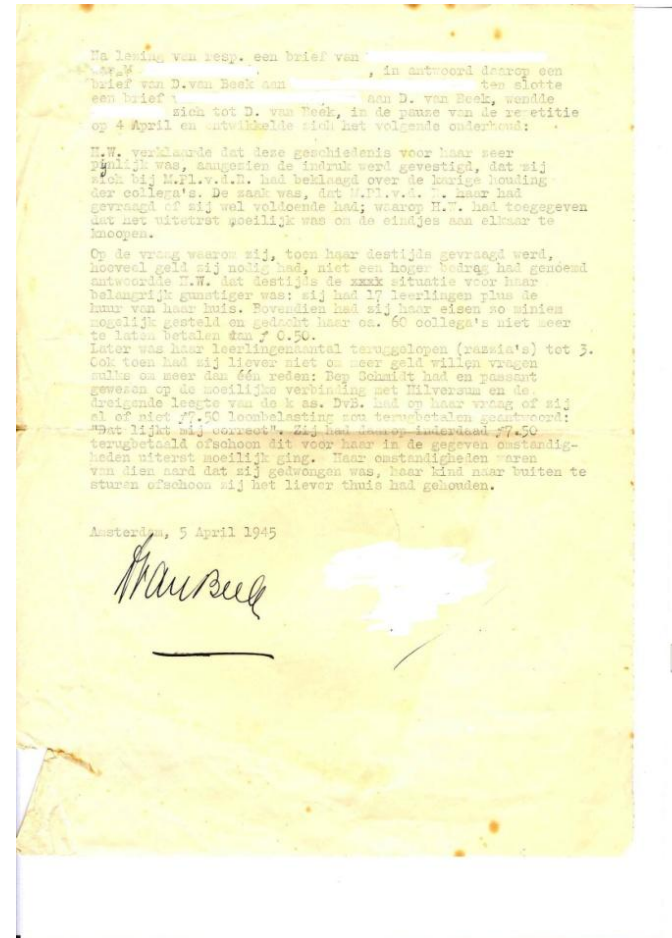 Na lezing van resp. een brief van
, in antwoord daarop een
brief van D.van Beek aan ten slotte
een brief aan D. van Beek, wendde
zich tot D. van Beek, in de pauze van de repetitie
op 4 April en ontwikkelde zich het volgende onderhoud:
H.W. verklaarde dat deze geschiedenis voor haar zeer
pijnlijk was, aangezien de indruk werd gevestigd, dat zij
zich bij M.Pl.v.d.R. had beklaagd over de karige houding
der collega's. De zaak was, dat M.Pl.v.d. R. haar had
gevraagd of zij wel voldoende had; waarop H.W. had toegegeven
dat het uiterst moeilijk was om de eindjes aan elkaar te
knoopen.
Op de vraag waarom zij, toen haar destijds gevraagd werd,
hoeveel geld zij nodig had, niet een hoger bedrag had genoemd
antwoordde H.W. dat destijds de xxxx situatie voor haar
belangrijk gunstiger was: zij had 17 leerlingen plus de
huur van haar huis. Bovendien had zij haar eisen zo miniem
mogelijk gesteld en gedacht haar ca. 60 collega's niet meer
te laten betalen dan ƒ 0.50.
Later was haar leerlingenaantal teruggelopen (razzia's) tot 3.
Ook toen had zij liever niet om meer geld willen vragen
zulks om meer dan één reden: Bep Schmidt had en passant
gewezen op de moeilijke verbinding met Hilversum en de
dreigende leegte van de k as. DvB. had op haar vraag of zij
al of niet ƒ7.50 loonbelasting zou terugbetalen geantwoord:
"Dat lijkt mij correct". Zij had daarop inderdaad ƒ7.50
terugbetaald ofschoon dit voor haar in de gegeven omstandig-
heden uiterst moeilijk ging. Haar omstandigheden waren
van dien aard dat zij gedwongen was, haar kind naar buiten te
sturen ofschoon zij het liever thuis had gehouden.
Amsterdam, 5 April 1945
DvanBeek